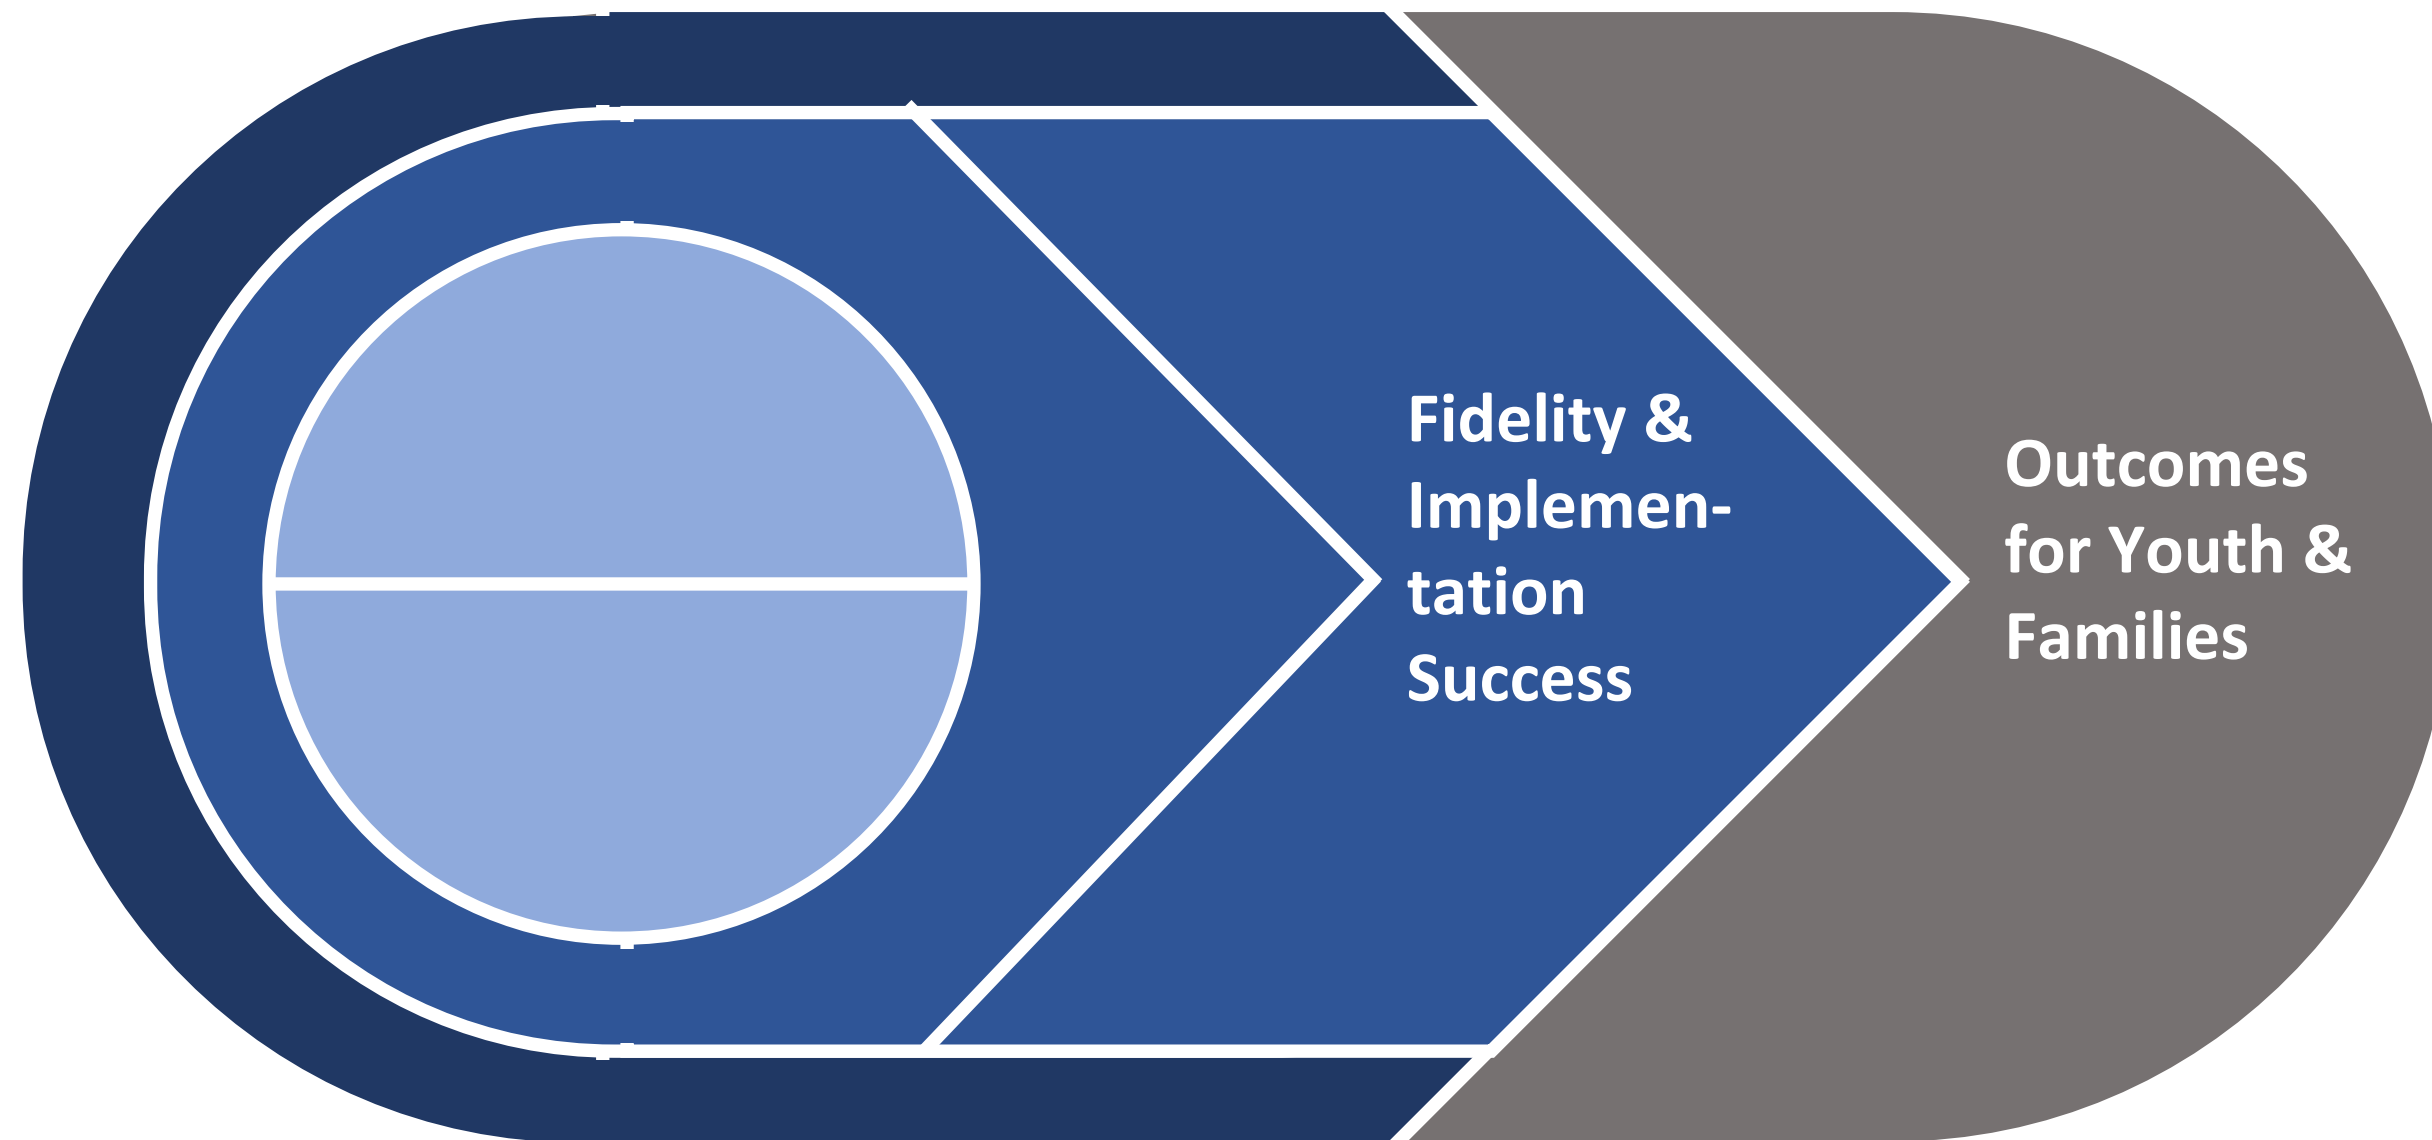 Fidelity &
Implemen-
tation
Success
Outcomes
for Youth &
Families